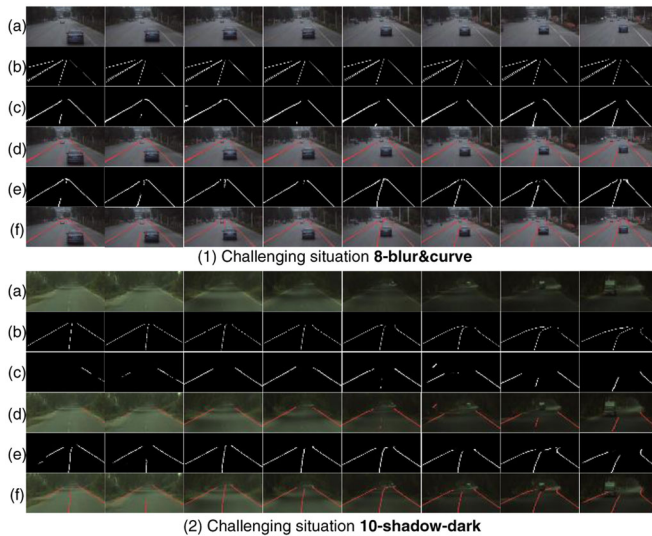 (a)
(b)
(c)
(d)
(e)
(f)
(1) Challenging situation 8-blur&curve
(a)
(b)
(c)
(d)
(e)
(f)
(2) Challenging situation 10-shadow-dark